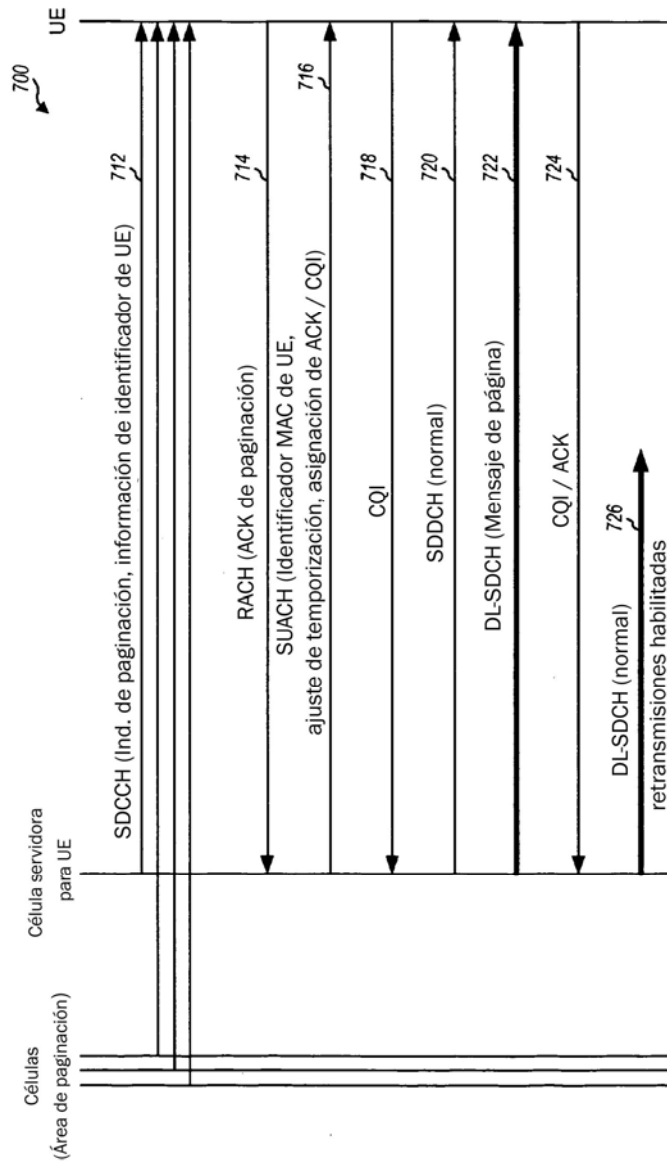 700
Células
(Área de paginación)
Célula servidora
para UE
UE
SDCCH (Ind. de paginación, información de identificador de UE)
712
RACH (ACK de paginación)
714
SUACH (Identificador MAC de UE,
ajuste de temporización, asignación de ACK / CQI)
716
CQI
718
SDDCH (normal)
720
DL-SDCH (Mensaje de página)
722
CQI / ACK
724
DL-SDCH (normal)
726
retransmisiones habilitadas